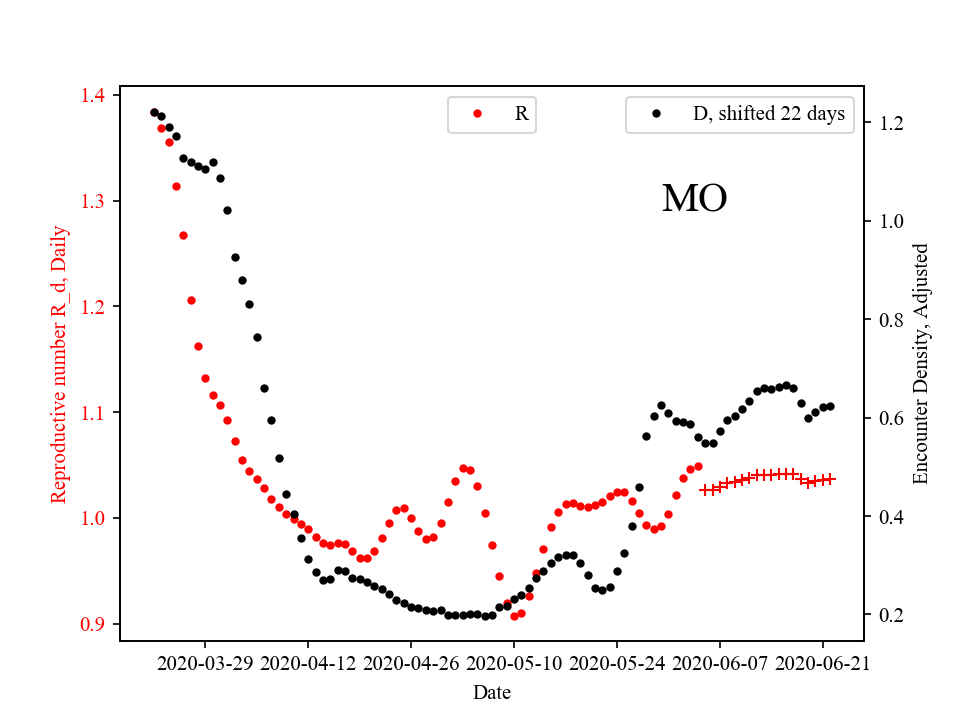 R
D, shifted 22 days
MO
Reproductive number R_d, Daily
1.4
1.3
1.2
1.1
1.0
0.9
1.2
1.0
0.8
0.6
0.4
0.2
Encounter Density, Adjusted
2020-03-29 2020-04-12 2020-04-26 2020-05-10 2020-05-24 2020-06-07 2020-06-21
Date